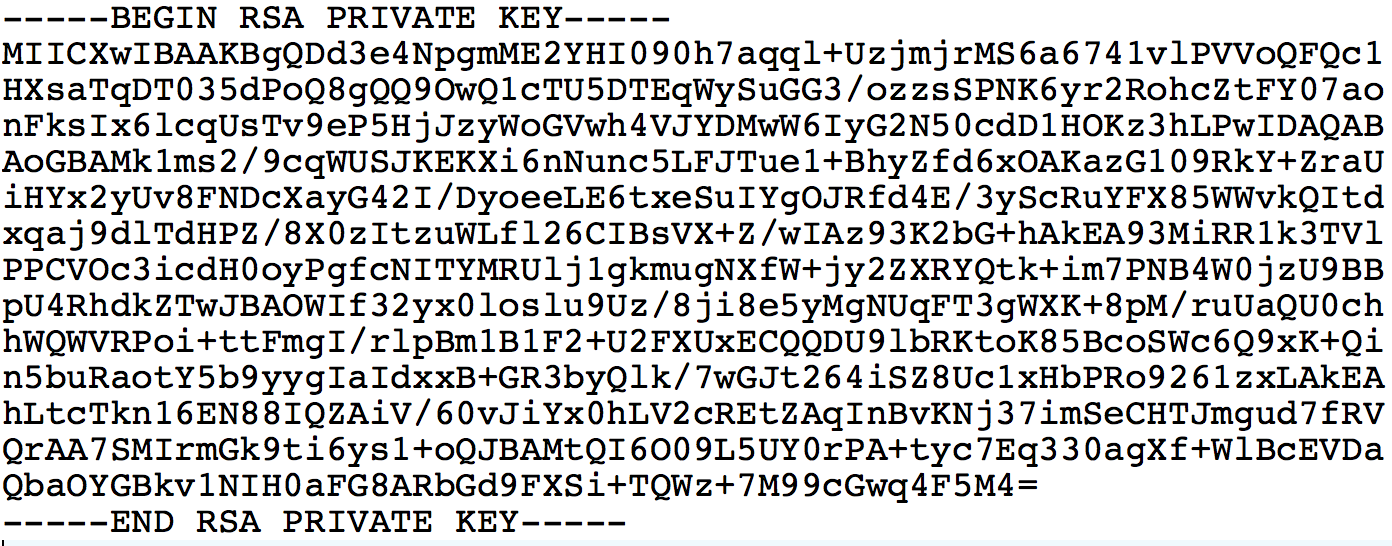 -----BEGIN RSA PRIVATE KEY-----
MIICXwIBAAKBgQDd3e4NpgmME2YHI090h7aqql+UzjmjrMS6a6741vlPVVoQFQc1
HXsaTqDT035dPoQ8gQQ9OwQ1cTU5DTEqWySuGG3/ozzsSPNK6yr2RohcZtFY07ao
nFksIx6lcqUsTv9eP5HjJzyWoGVwh4VJYDMwW6IyG2N50cdD1HOKz3hLPwIDAQAB
AoGBAMk1ms2/9cqWUSJKEKXi6nNunc5LFJTue1+BhyZfd6xOAKazG109RkY+ZraU
iHYx2yUv8FNDcXayG42I/DyoeeLE6txeSuIYgOJRfd4E/3yScRuYFX85WWvkQItd
xqaj9dlTdHPZ/8X0zItzuWLfl26CIBsVX+Z/wIAz93K2bG+hAkEA93MiRR1k3TVl
PPCVOc3icdH0oyPgfcNITYMRUlj1gkmugNXfW+jy2ZXRYQtk+im7PNB4W0jzU9BB
pU4RhdkZTwJBAOWIf32yx0loslu9Uz/8ji8e5yMgNUqFT3gWXK+8pM/ruUaQU0ch
hWQWVRPoi+ttFmgI/rlpBm1B1F2+U2FXUxECQQDU9lbRKtoK85BcoSWc6Q9xK+Qi
n5buRaotY5b9yygIaIdxxB+GR3byQlk/7wGJt264iSZ8Uc1xHbPRo9261zxLAkEA
hLtcTkn16EN88IQZAiV/60vJiYx0hLV2cREtZAqInBvKNj37imSeCHTJmgud7fRV
QrAA7SMIrmGk9ti6ys1+oQJBAMtQI6O09L5UY0rPA+tyc7Eq330agXf+WlBcEVDa
QbaOYGBkv1NIH0aFG8ARbGd9FXSi+TQWz+7M99cGwq4F5M4=
-----END RSA PRIVATE KEY-----